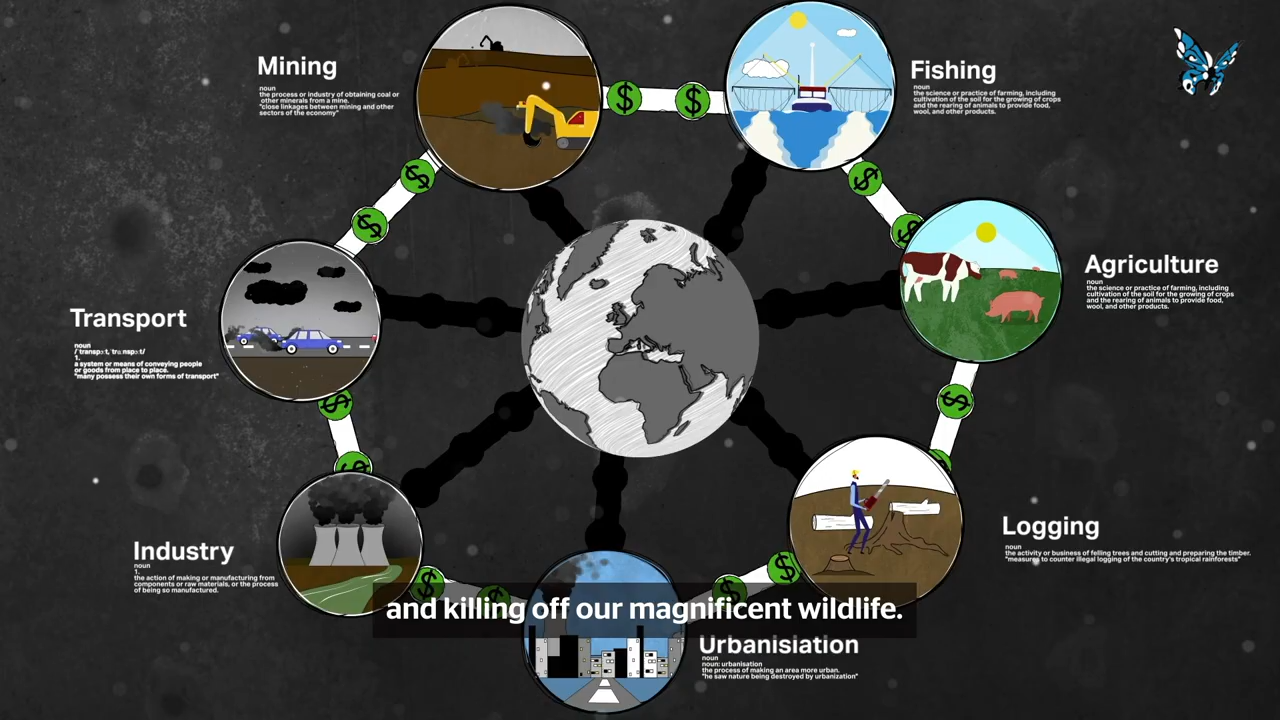 Mining
noun
the process or industry of obtaining coal or
other minerals from a mine.
"close linkages between mining and other
sectors of the economy"
Fishing
noun
the science or practice of farming, including
cultivation of the soil for the growing of crops
and the rearing of animals to provide food,
wool, and other products.
Agriculture
noun
the science or practice of farming, including
cultivation of the soil for the growing of crops
and the rearing of animals to provide food,
wool, and other products.
Transport
noun
1.
a system or means of conveying people
or goods from place to place.
"many possess their own forms of transport"
Logging
noun
the activity or business of felling trees and cutting and preparing the timber.
"measures to counter illegal logging of the country's tropical rainforests"
Industry
noun
1.
the action of making or manufacturing from
components or raw materials, or the process
of being so manufactured.
and killing off our magnificent wildlife.
Urbanisiation
noun
noun: urbanisation
the process of making an area more urban.
"he saw nature being destroyed by urbanization"